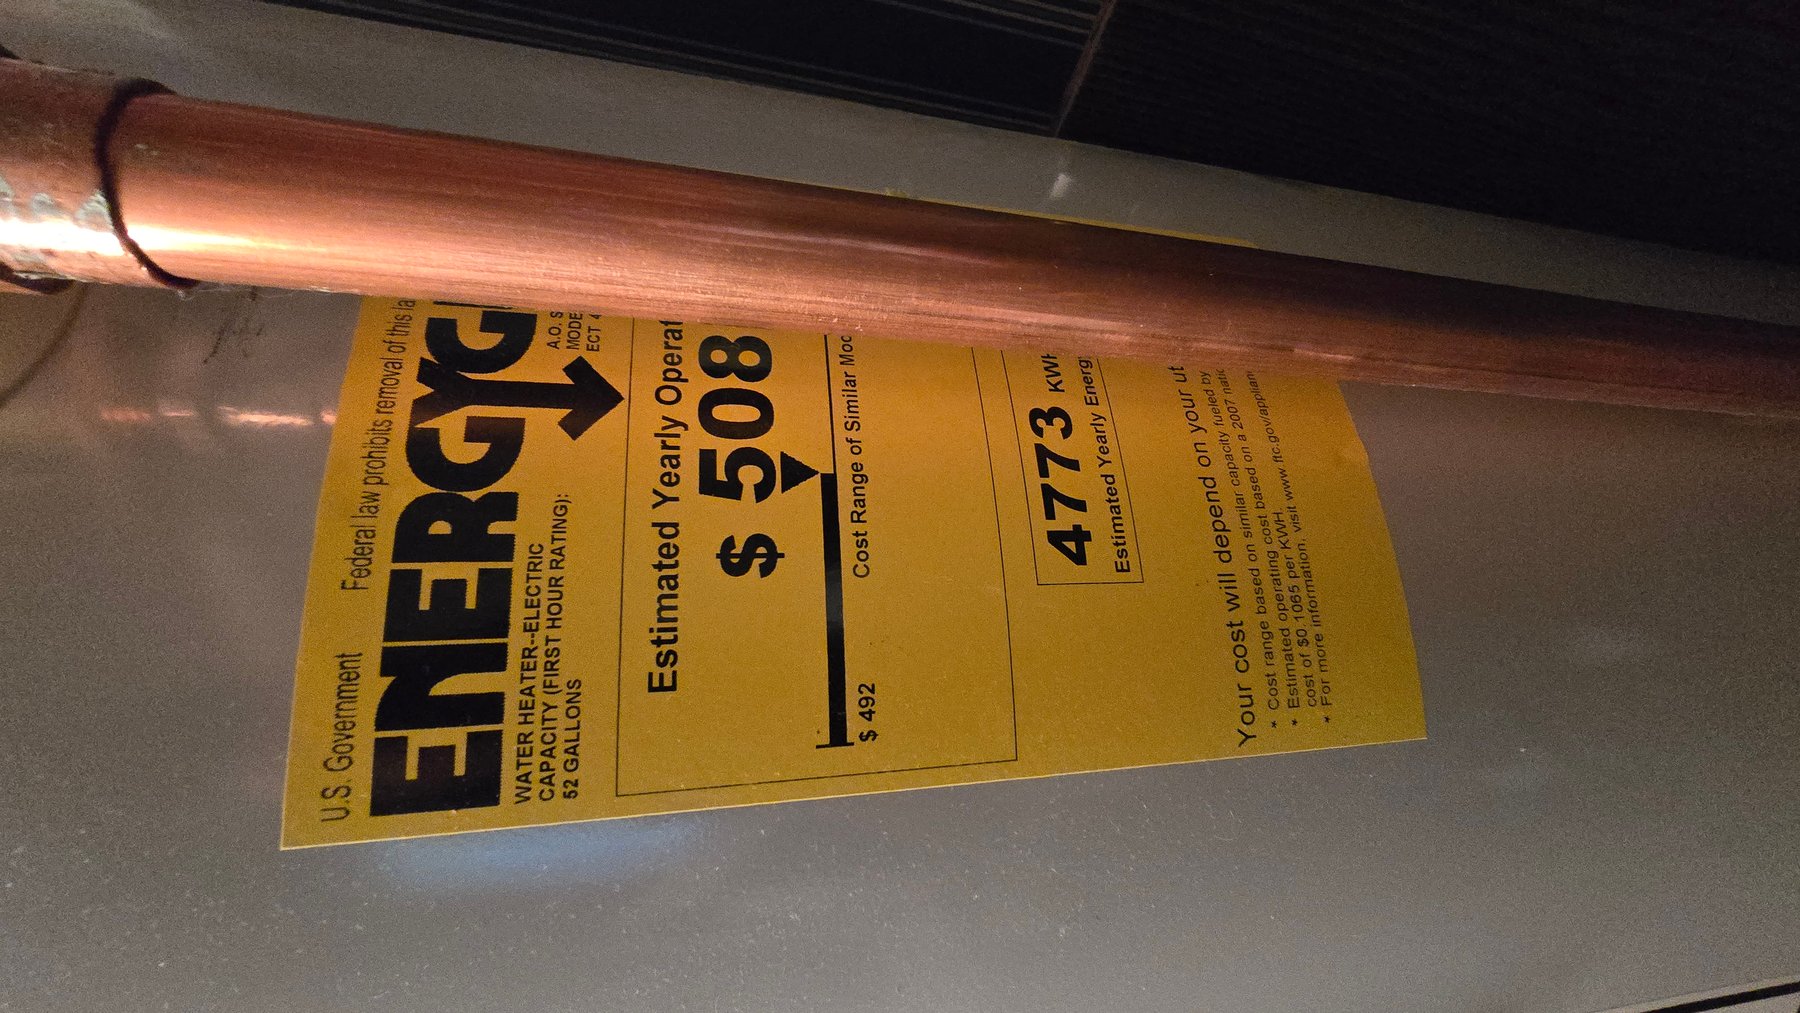 U.S. Government Federal law prohibits removal of this
ENERGYG
WATER HEATER--ELECTRIC
CAPACITY (FIRST HOUR RATING):
52 GALLONS
A.O. S
MODE
ECT 4
Estimated Yearly Operat
$ 508
Cost Range of Similar Mod
$ 492
4773 KWH
Estimated Yearly Energy
Your cost will depend on your ut
* Cost range based on similar capacity fueled by
* Estimated operating cost based on a 2007 natio
cost of $0.1065 per KWH.
* For more information, visit www.ftc.gov/applian